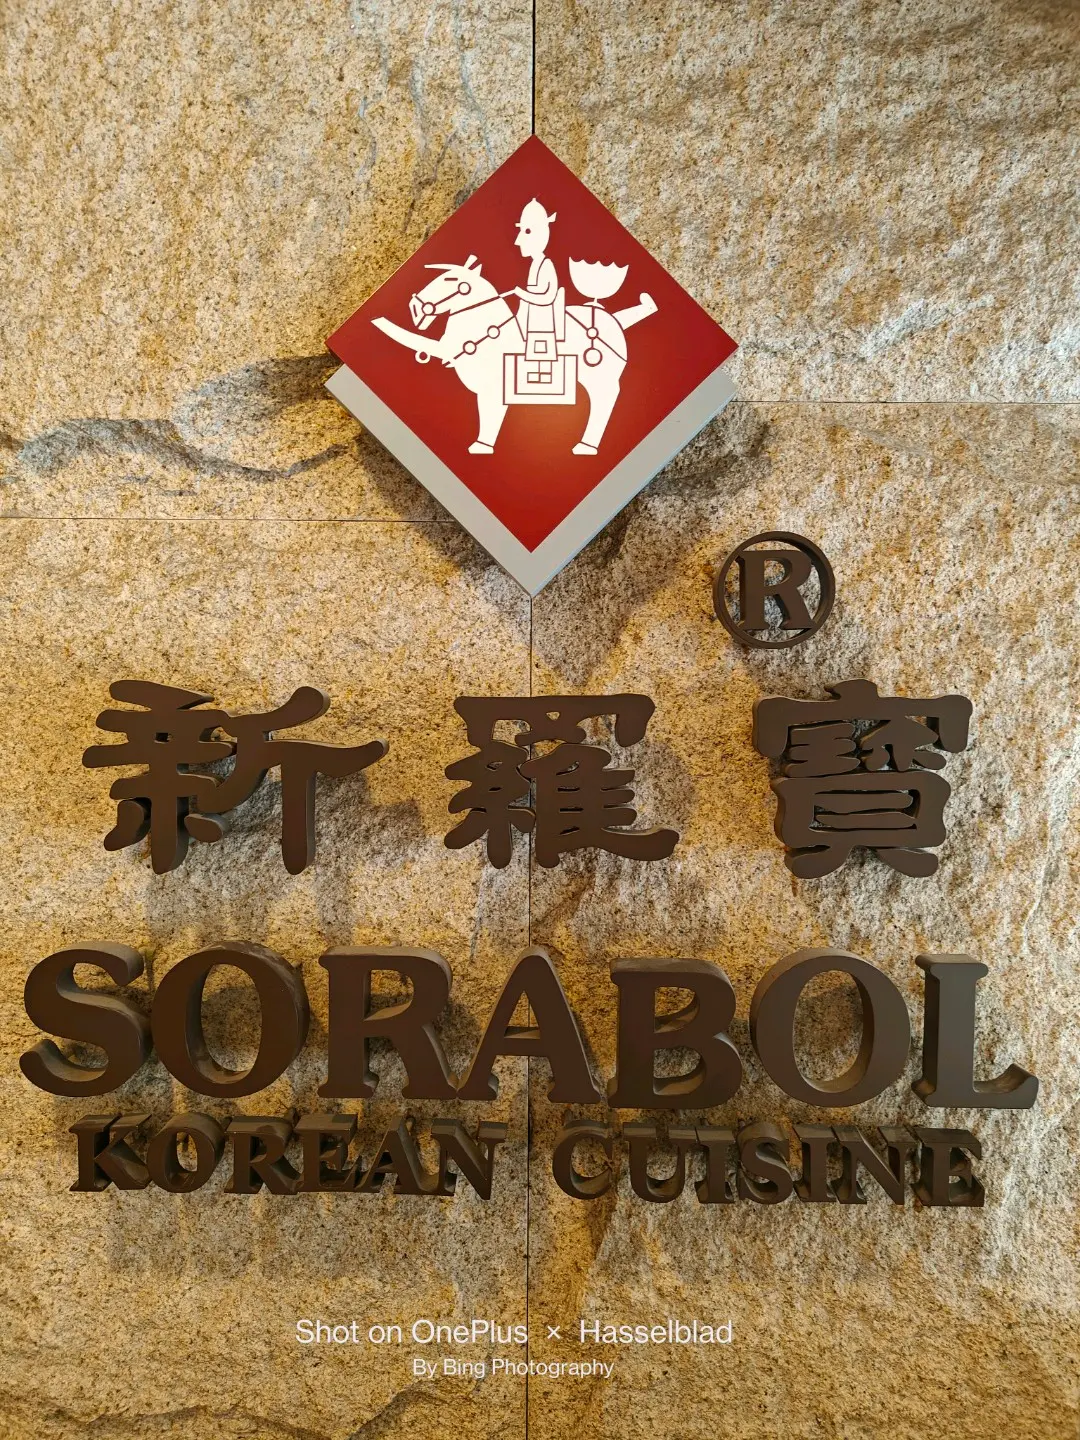 ®
新羅寶
SORABOL
KOREAN CUISINE
Shot on OnePlus × Hasselblad
By Bing Photography